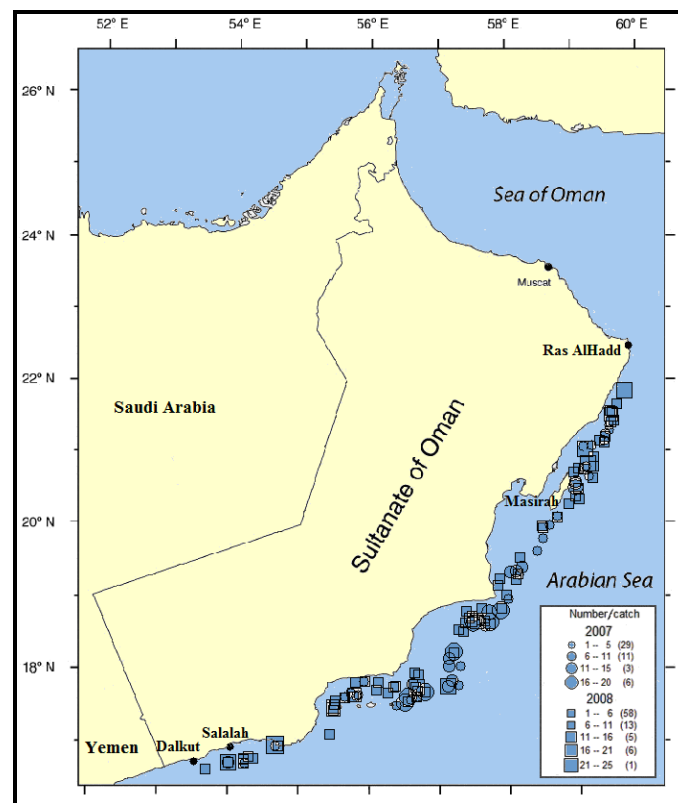 52° E 54° E 56° E 58° E 60° E
26° N
24° N
22° N
20° N
18° N
Sea of Oman
Muscat
Ras AlHadd
Saudi Arabia
Sultanate of Oman
Masirah
Arabian Sea
Salalah
Yemen
Dalkut
Number/catch
2007
1 -- 5 (29)
6 -- 11 (11)
11 -- 15 (3)
16 -- 20 (6)
2008
1 -- 6 (58)
6 -- 11 (13)
11 -- 16 (5)
16 -- 21 (6)
21 -- 25 (1)